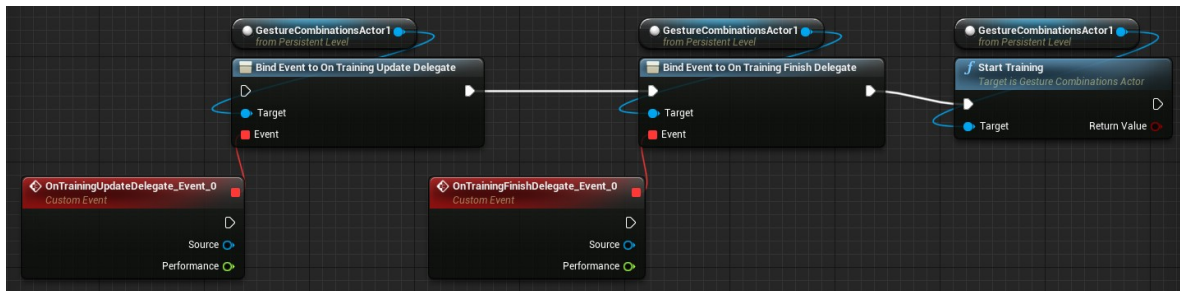 GestureCombinationsActor1
from Persistent Level
GestureCombinationsActor1
from Persistent Level
GestureCombinationsActor1
from Persistent Level
Bind Event to On Training Update Delegate
Target
Event
Bind Event to On Training Finish Delegate
Target
Event
f Start Training
Target is Gesture Combinations Actor
Target
Return Value
OnTrainingUpdateDelegate_Event_0
Custom Event
Source
Performance
OnTrainingFinishDelegate_Event_0
Custom Event
Source
Performance